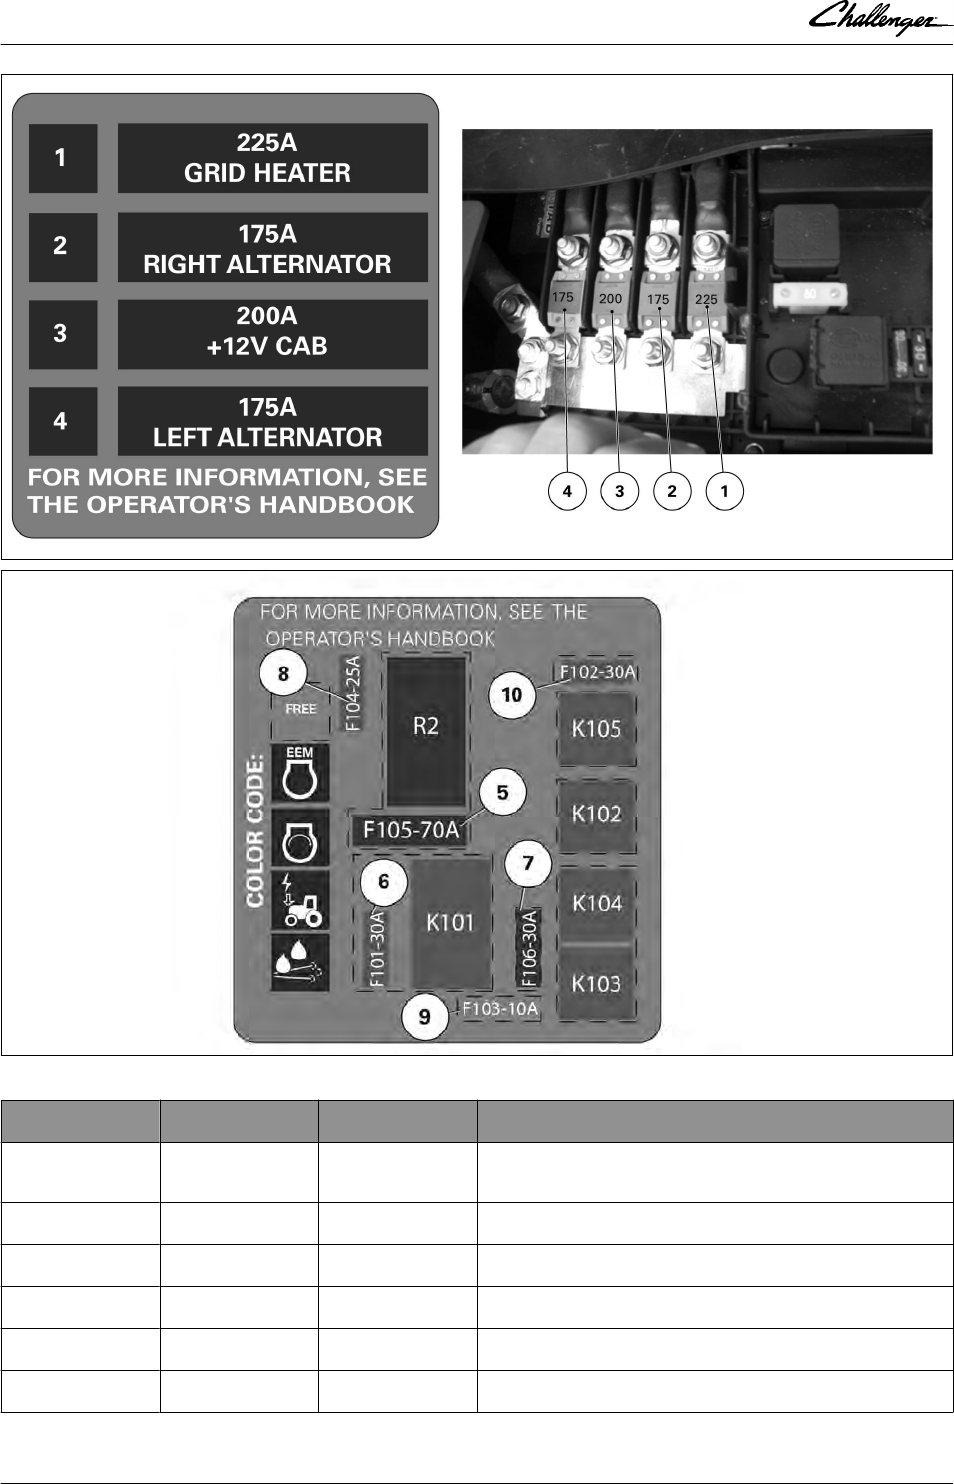 Challenger
1
225A
GRID HEATER
2
175A
RIGHT ALTERNATOR
3
200A
+12V CAB
4
175A
LEFT ALTERNATOR
FOR MORE INFORMATION, SEE
THE OPERATOR'S HANDBOOK
175 200 175 225
60
30
4 3 2 1
FOR MORE INFORMATION, SEE THE
OPERATOR'S HANDBOOK
8
F104-25A
FREE
R2
10
F102-30A
K105
COLOR CODE:
EEM
5
F105-70A
K102
6
7
F101-30A
K101
F106-30A
K104
K103
9
F103-10A